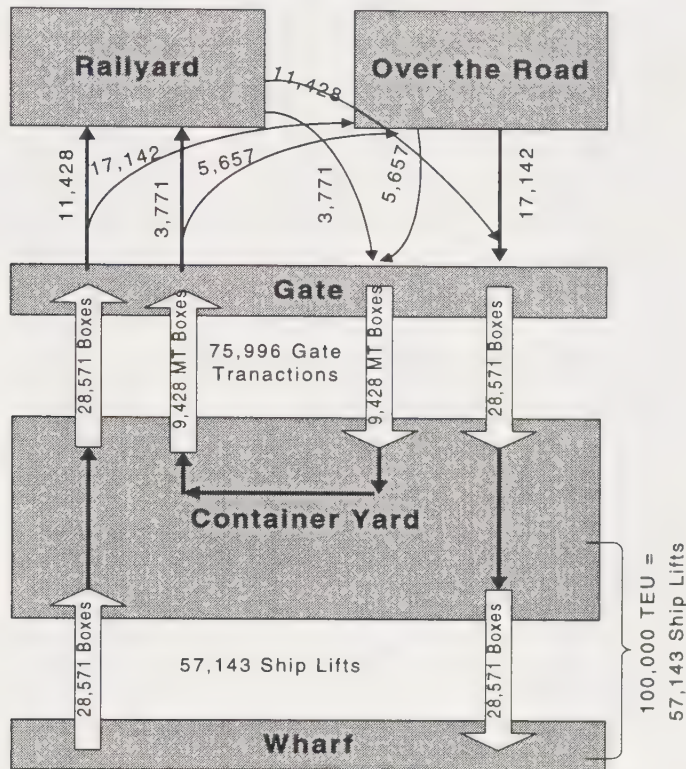 Railyard
Over the Road
11,428
11,428
17,142
3,771
5,657
3,771
5,657
17,142
Gate
28,571 Boxes
9,428 MT Boxes
75,996 Gate
Tranactions
9,428 MT Boxes
28,571 Boxes
Container Yard
28,571 Boxes
57,143 Ship Lifts
28,571 Boxes
100,000 TEU =
57,143 Ship Lifts
Wharf